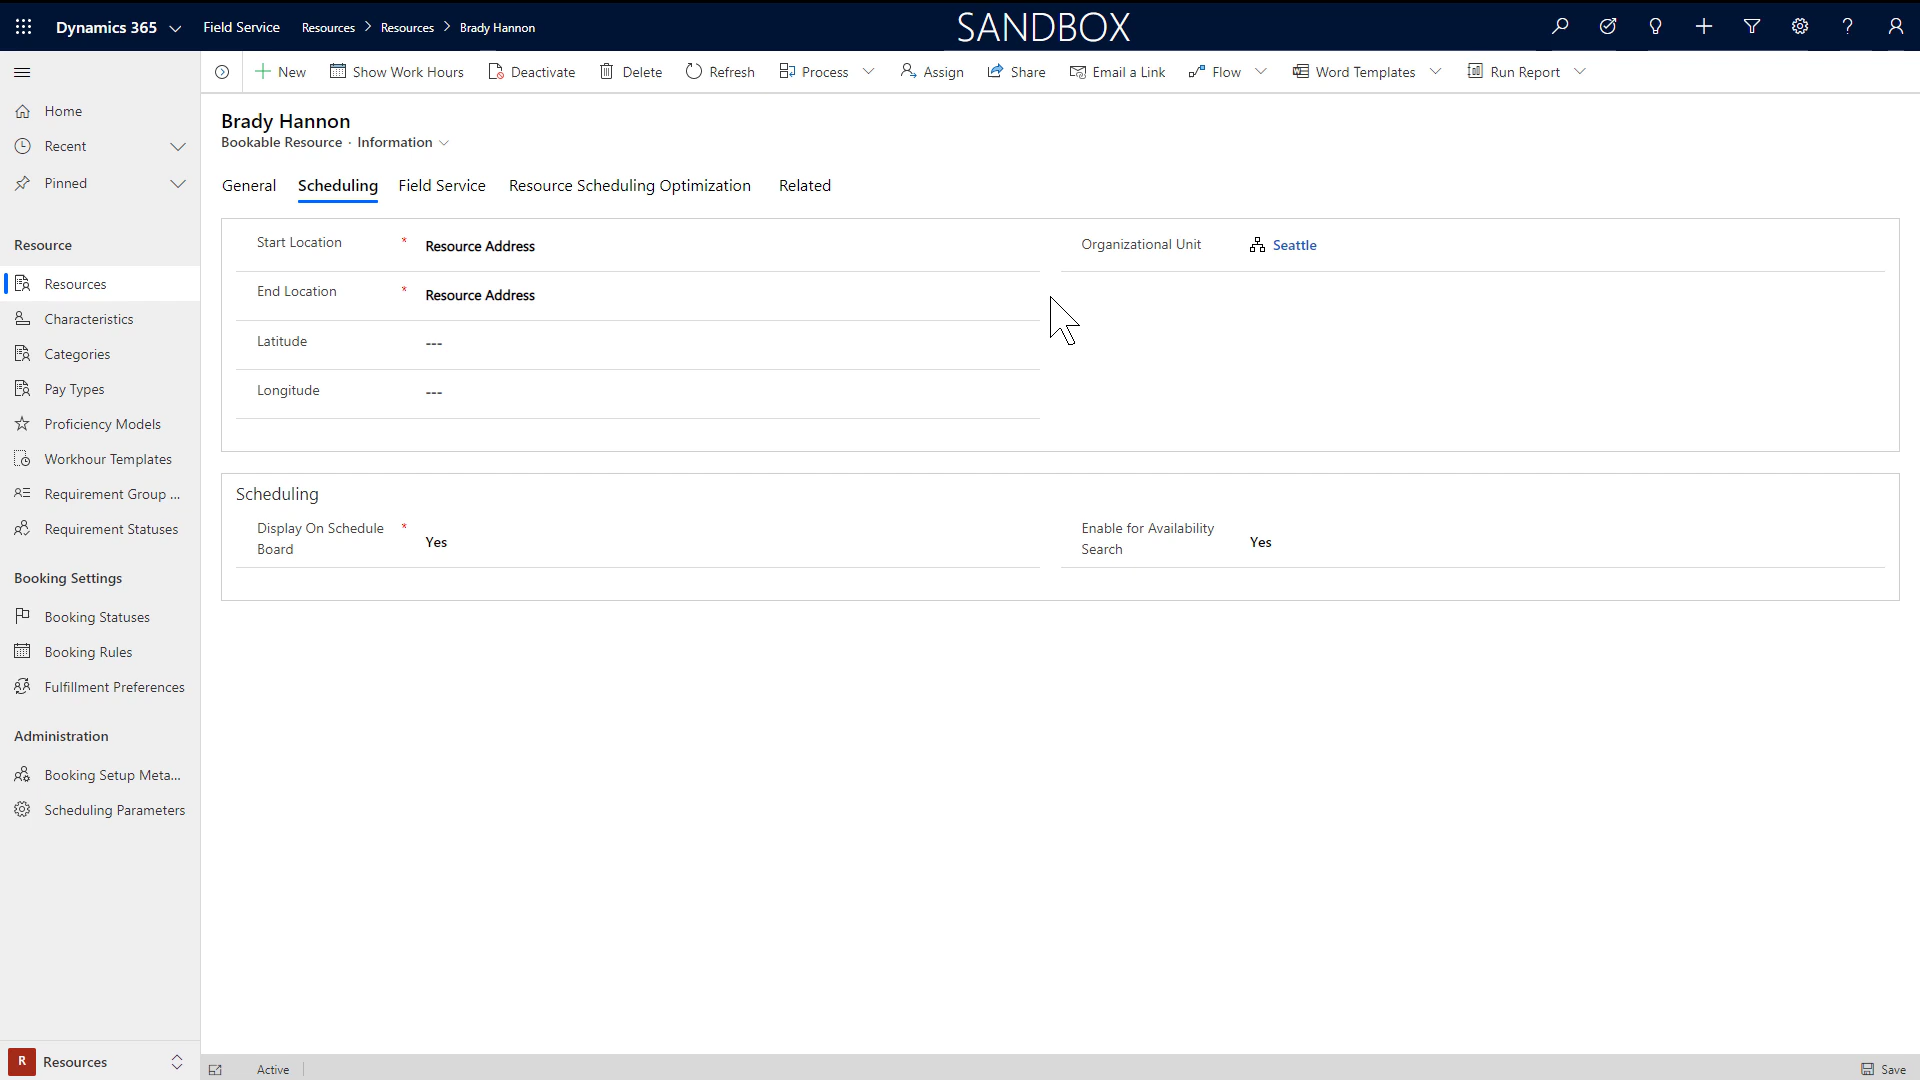 Dynamics 365
Field Service
Resources > Resources > Brady Hannon
SANDBOX
New
Show Work Hours
Deactivate
Delete
Refresh
Process
Assign
Share
Email a Link
Flow
Word Templates
Run Report
Home
Recent
Pinned
Resource
Resources
Characteristics
Categories
Pay Types
Proficiency Models
Workhour Templates
Requirement Group ...
Requirement Statuses
Booking Settings
Booking Statuses
Booking Rules
Fulfillment Preferences
Administration
Booking Setup Meta...
Scheduling Parameters
R Resources
Brady Hannon
Bookable Resource · Information
General
Scheduling
Field Service
Resource Scheduling Optimization
Related
Start Location * Resource Address
End Location * Resource Address
Latitude ---
Longitude ---
Organizational Unit Seattle
Scheduling
Display On Schedule *
Board
Yes
Enable for Availability
Search
Yes
Active
Save